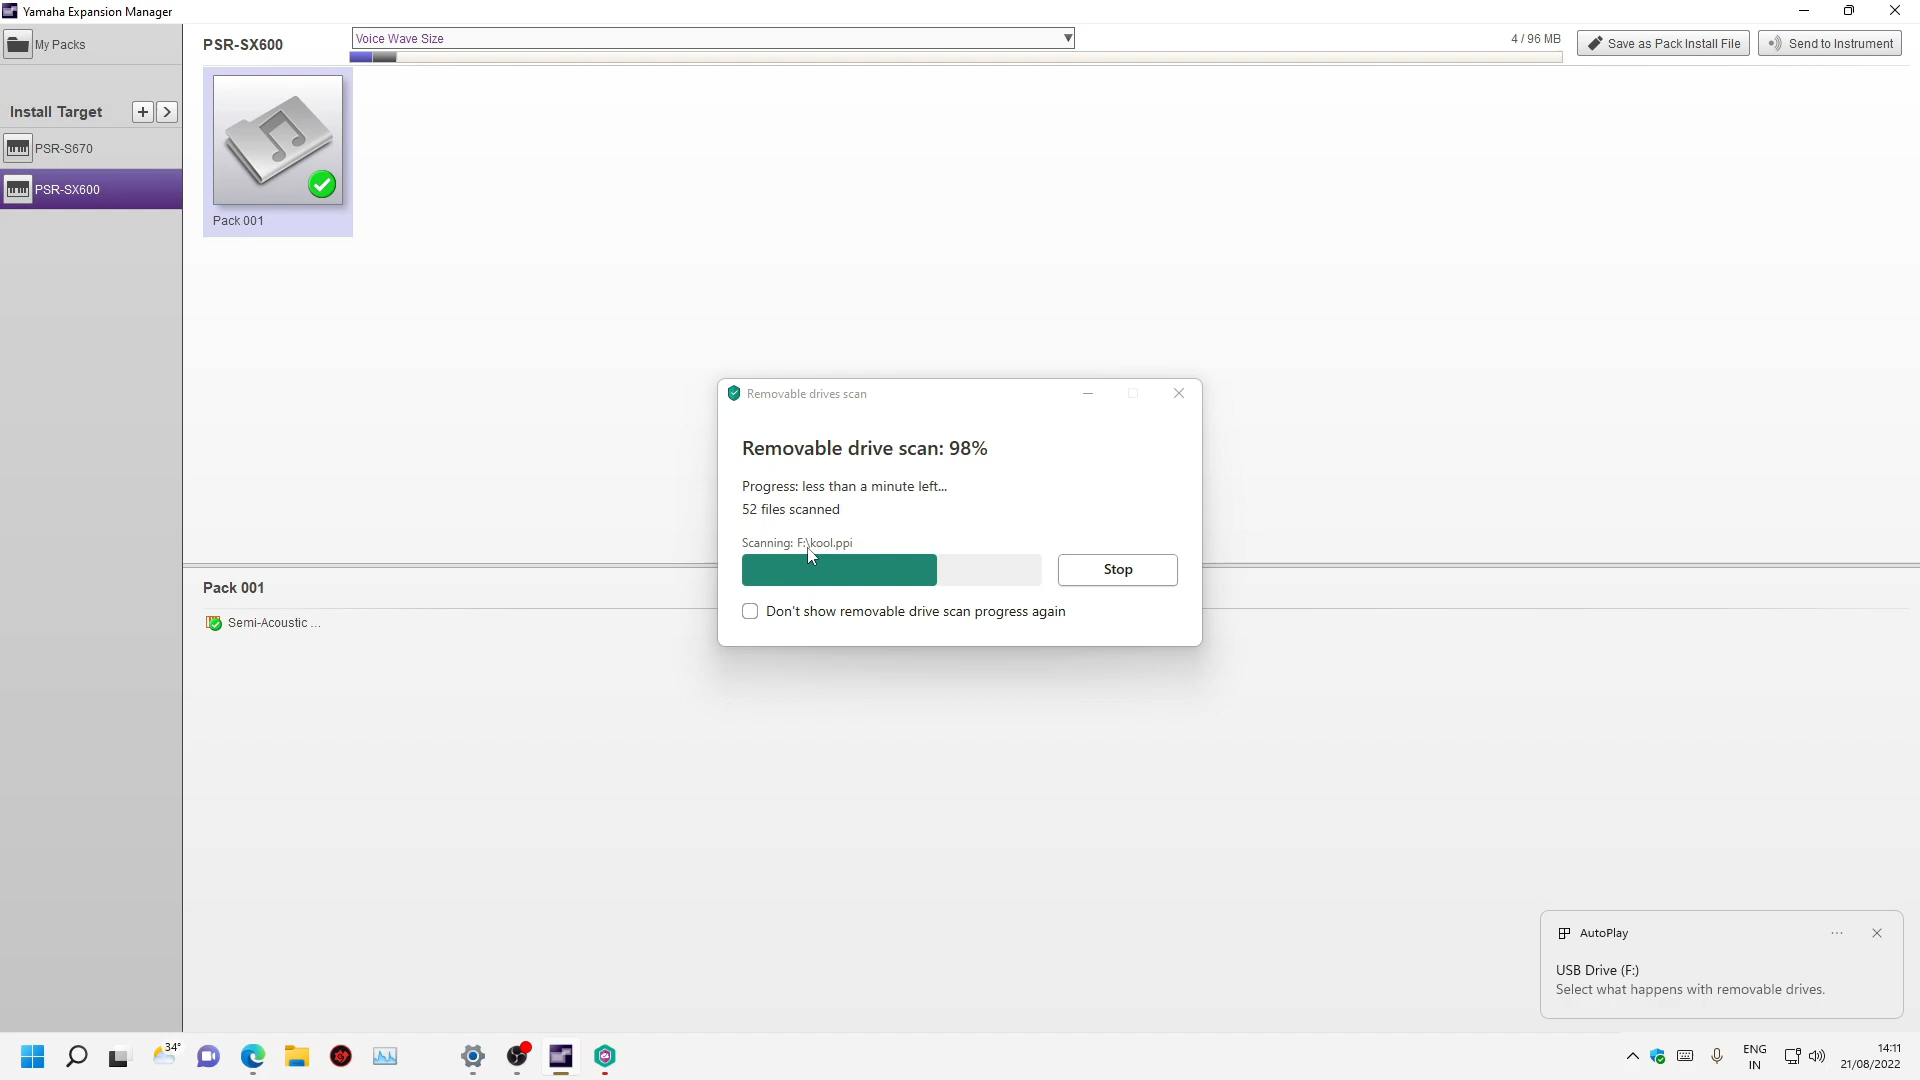 Yamaha Expansion Manager
My Packs
PSR-SX600
Voice Wave Size
4 / 96 MB
Save as Pack Install File
Send to Instrument
Install Target
PSR-S670
PSR-SX600
Pack 001
Removable drives scan
Removable drive scan: 98%
Progress: less than a minute left...
52 files scanned
Scanning: F:\kool.ppi
Stop
Don't show removable drive scan progress again
Pack 001
Semi-Acoustic ...
AutoPlay
USB Drive (F:)
Select what happens with removable drives.
34°
ENG
IN
14:11
21/08/2022